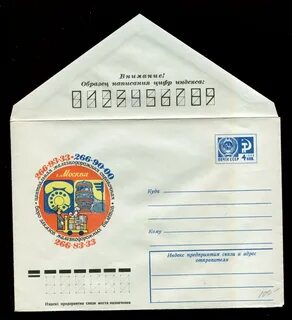 Внимание!
Образец написания цифр индекса:
0123456789
266-93-33 • 266-90-00
г. Москва
266-83-33
ПОЧТА СССР
4 КОП
Куда
Кому
Индекс предприятия связи и адрес
отправителя
Индекс предприятия связи места назначения